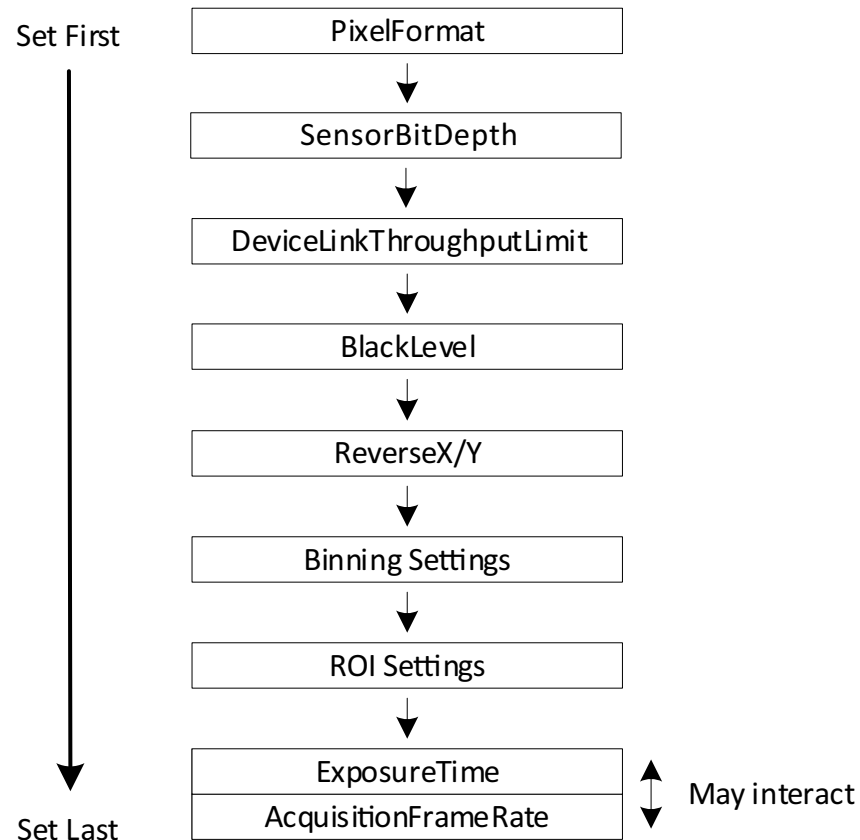 Set First
PixelFormat
SensorBitDepth
DeviceLinkThroughputLimit
BlackLevel
ReverseX/Y
Binning Settings
ROI Settings
ExposureTime
May interact
AcquisitionFrameRate
Set Last